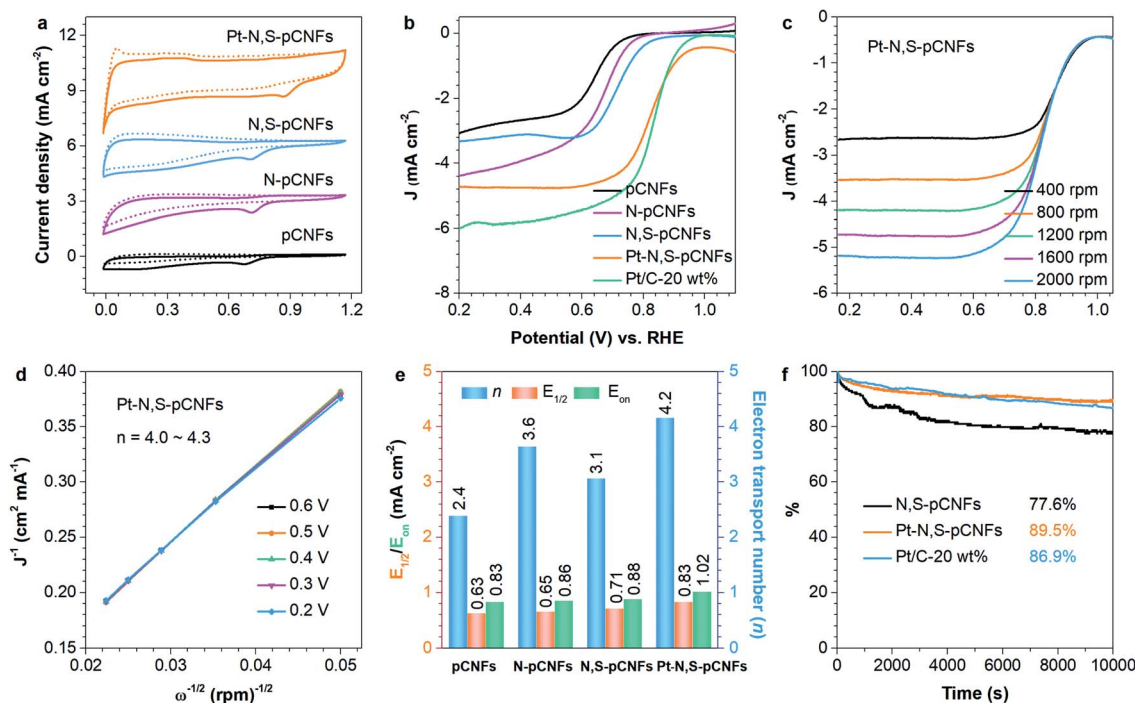 a
Current density (mA cm⁻²)
12
9
6
3
0
Pt-N,S-pCNFs
N,S-pCNFs
N-pCNFs
pCNFs
0.0 0.3 0.6 0.9 1.2
b
J (mA cm⁻²)
0
-2
-4
-6
-8
pCNFs
N-pCNFs
N,S-pCNFs
Pt-N,S-pCNFs
Pt/C-20 wt%
0.2 0.4 0.6 0.8 1.0
c
J (mA cm⁻²)
0
-1
-2
-3
-4
-5
-6
Pt-N,S-pCNFs
400 rpm
800 rpm
1200 rpm
1600 rpm
2000 rpm
0.2 0.4 0.6 0.8 1.0
Potential (V) vs. RHE
d
J⁻¹ (cm² mA⁻¹)
0.40
0.35
0.30
0.25
0.20
0.15
Pt-N,S-pCNFs
n = 4.0 ~ 4.3
0.6 V
0.5 V
0.4 V
0.3 V
0.2 V
0.02 0.03 0.04 0.05
ω⁻¹/² (rpm)⁻¹/²
e
E1/2/Eon (mA cm⁻²)
5
4
3
2
1
0
n E1/2 Eon
2.4 0.63 0.83
3.6 0.65 0.86
3.1 0.71 0.88
4.2 0.83 1.02
5
4
3
2
1
0
Electron transport number (n)
pCNFs N-pCNFs N,S-pCNFs Pt-N,S-pCNFs
f
%
100
80
60
40
20
0
N,S-pCNFs 77.6%
Pt-N,S-pCNFs 89.5%
Pt/C-20 wt% 86.9%
0 2000 4000 6000 8000 10000
Time (s)